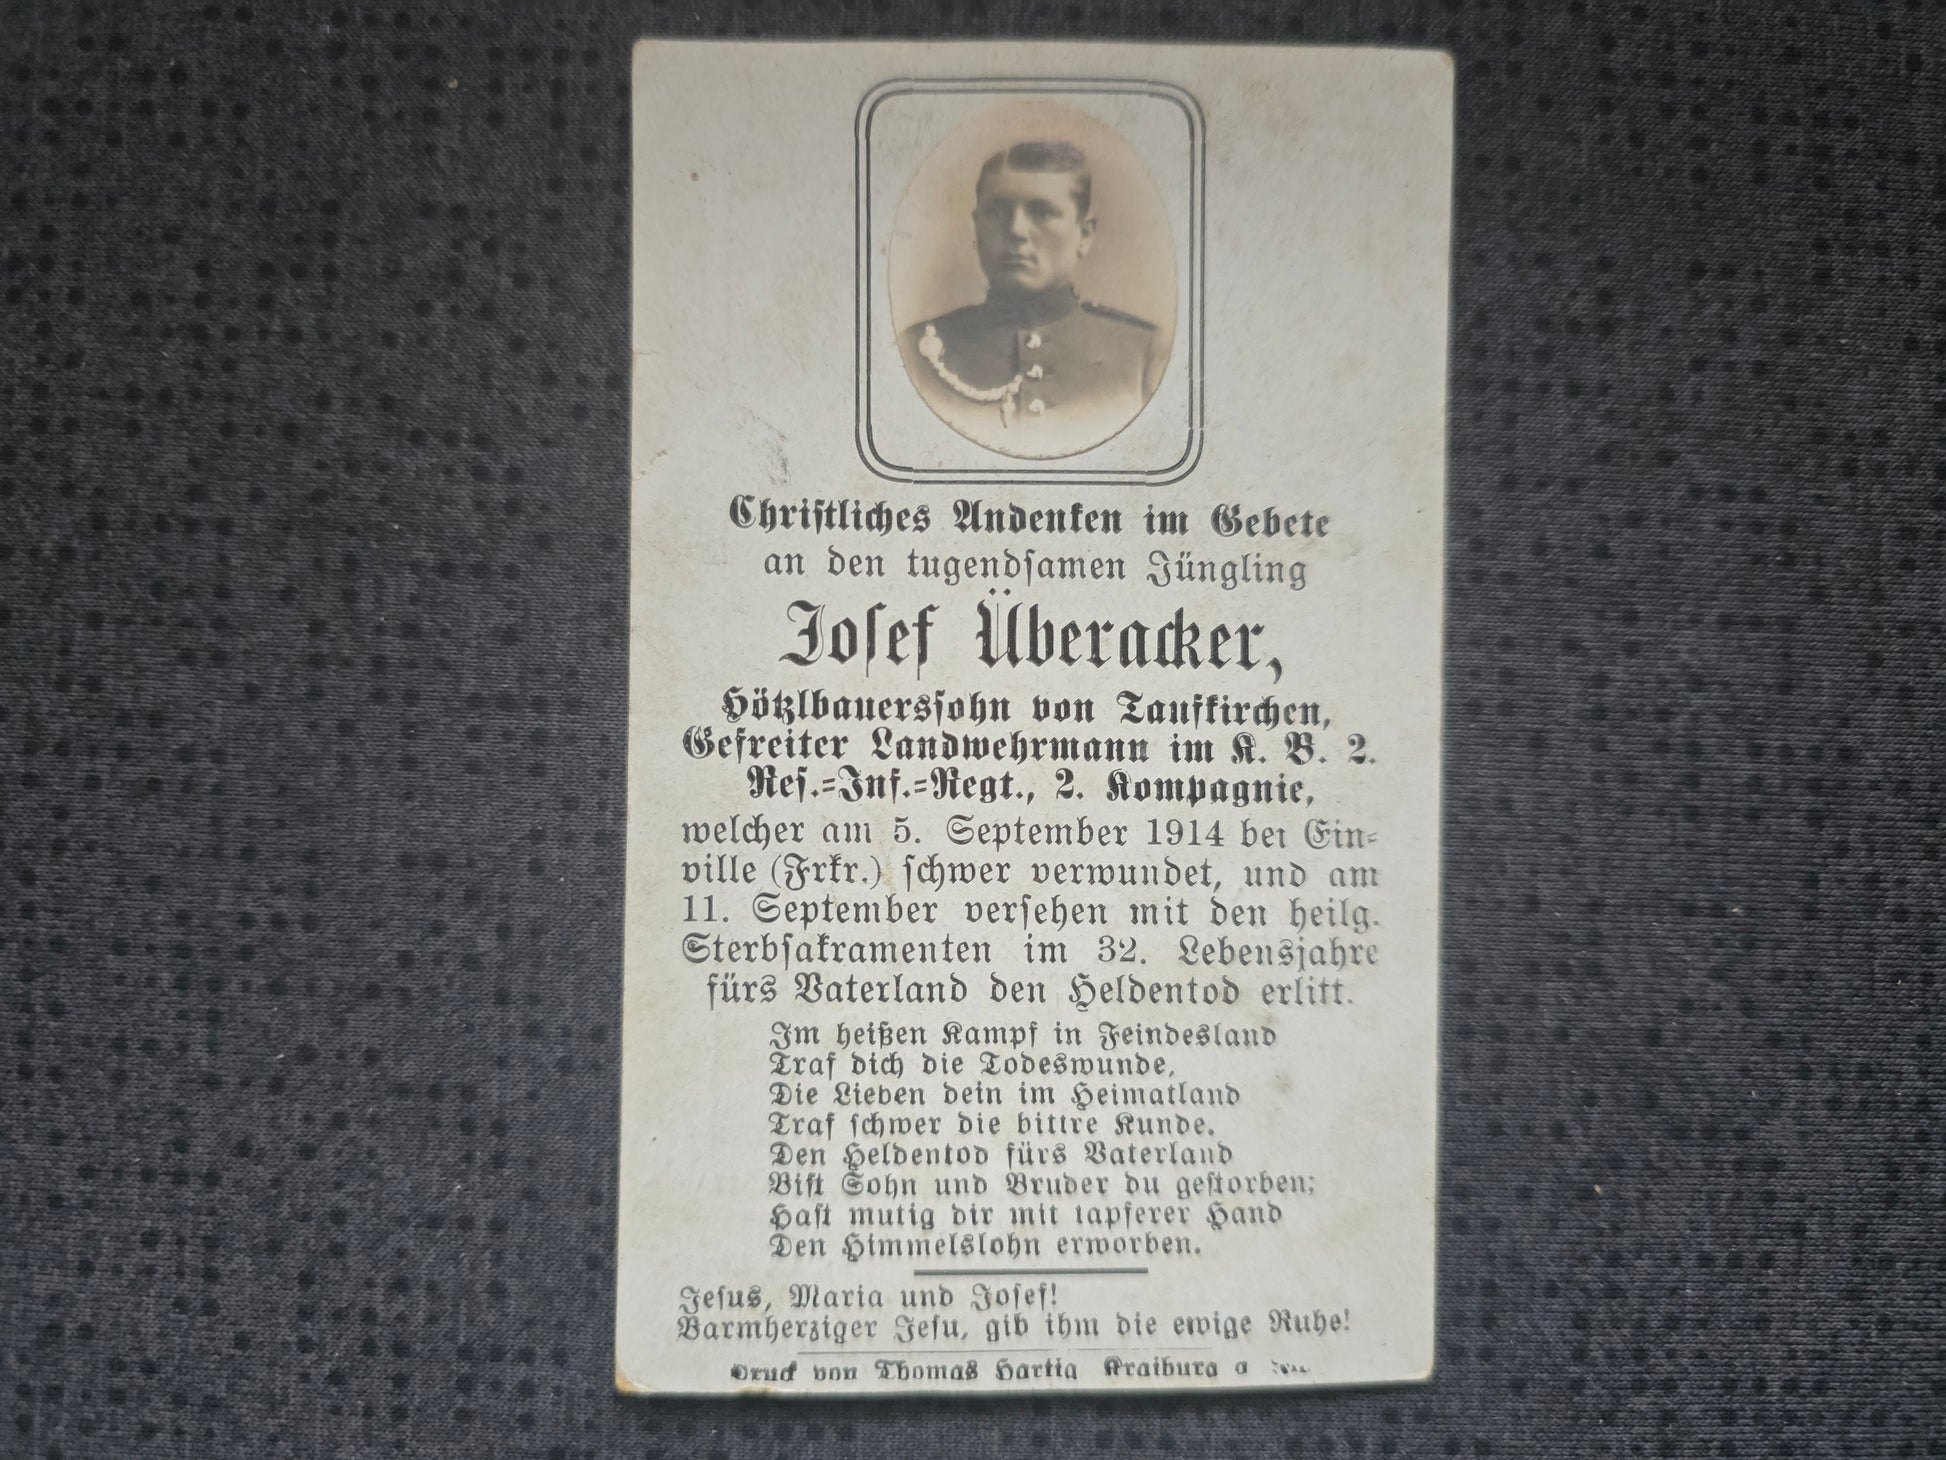 Christliches Andenken im Gebete
an den tugendsamen Jüngling
Josef Überacker,
Hötzlbauerssohn von Taufkirchen,
Gefreiter Landwehrmann im K. B. 2.
Res.=Inf.=Regt., 2. Kompagnie,
welcher am 5. September 1914 bei Ein=
ville (Frkr.) schwer verwundet, und am
11. September versehen mit den heilg.
Sterbsakramenten im 32. Lebensjahre
fürs Vaterland den Heldentod erlitt.
Im heißen Kampf in Feindesland
Traf dich die Todeswunde,
Die Lieben dein im Heimatland
Traf schwer die bittre Kunde.
Den Heldentod fürs Vaterland
Bist Sohn und Bruder du gestorben;
Hast mutig dir mit tapferer Hand
Den Himmelslohn erworben.
Jesus, Maria und Josef!
Barmherziger Jesu, gib ihm die ewige Ruhe!
Druck von Thomas Hartig Kraiburg a